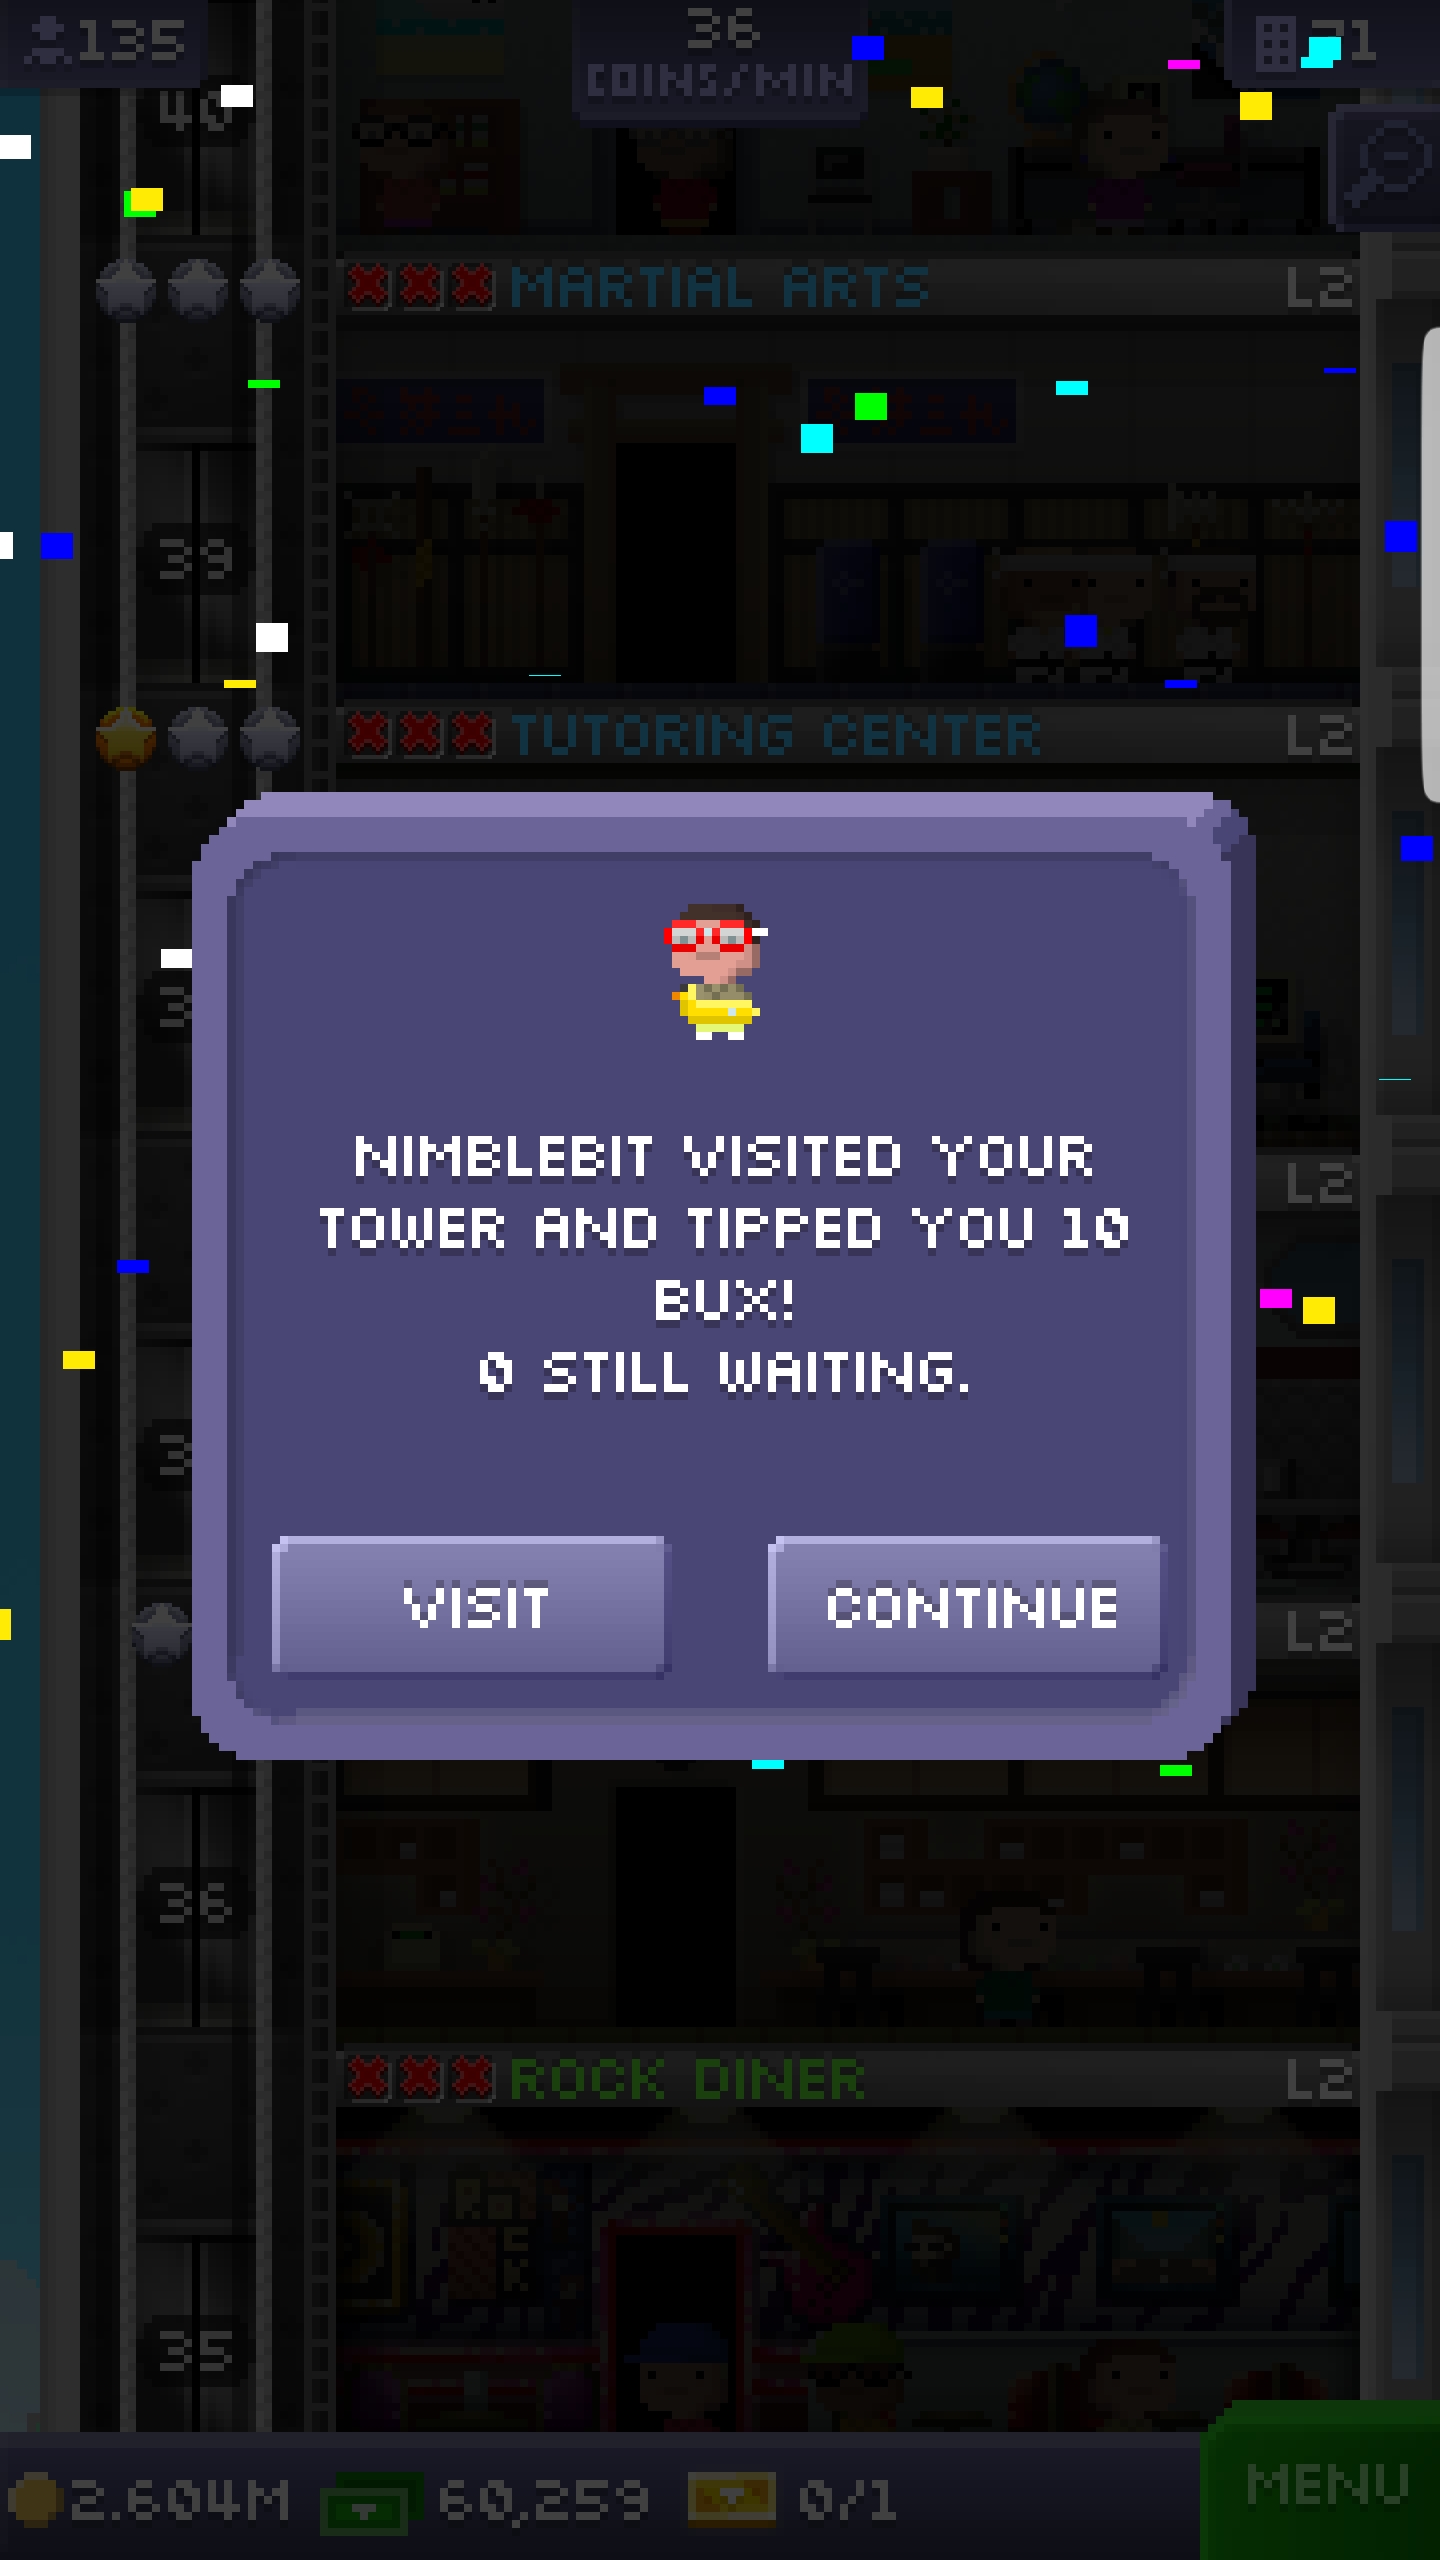 135
36
COINS/MIN
40
MARTIAL ARTS L2
39
TUTORING CENTER L2
NIMBLEBIT VISITED YOUR
TOWER AND TIPPED YOU 10
BUX!
0 STILL WAITING.
L2
VISIT CONTINUE
L2
36
ROCK DINER L2
35
2.604M 60,259 0/1 MENU